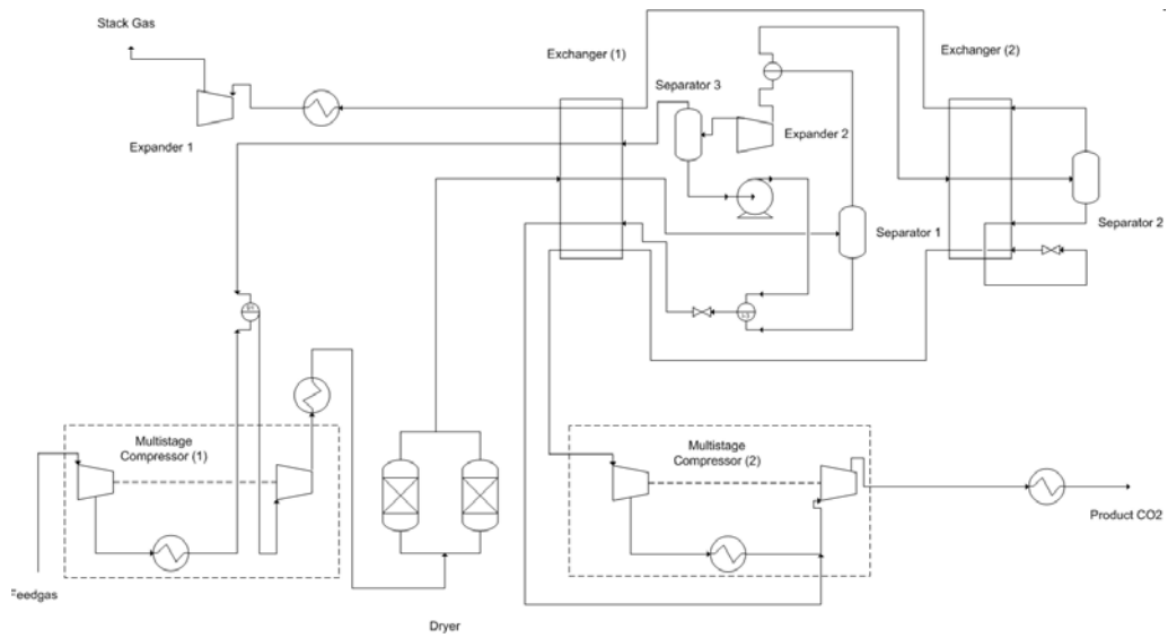 Stack Gas
Exchanger (1)
Exchanger (2)
Separator 3
Expander 2
Expander 1
Separator 1
Separator 2
Multistage
Compressor (1)
Multistage
Compressor (2)
Product CO2
eedgas
Dryer